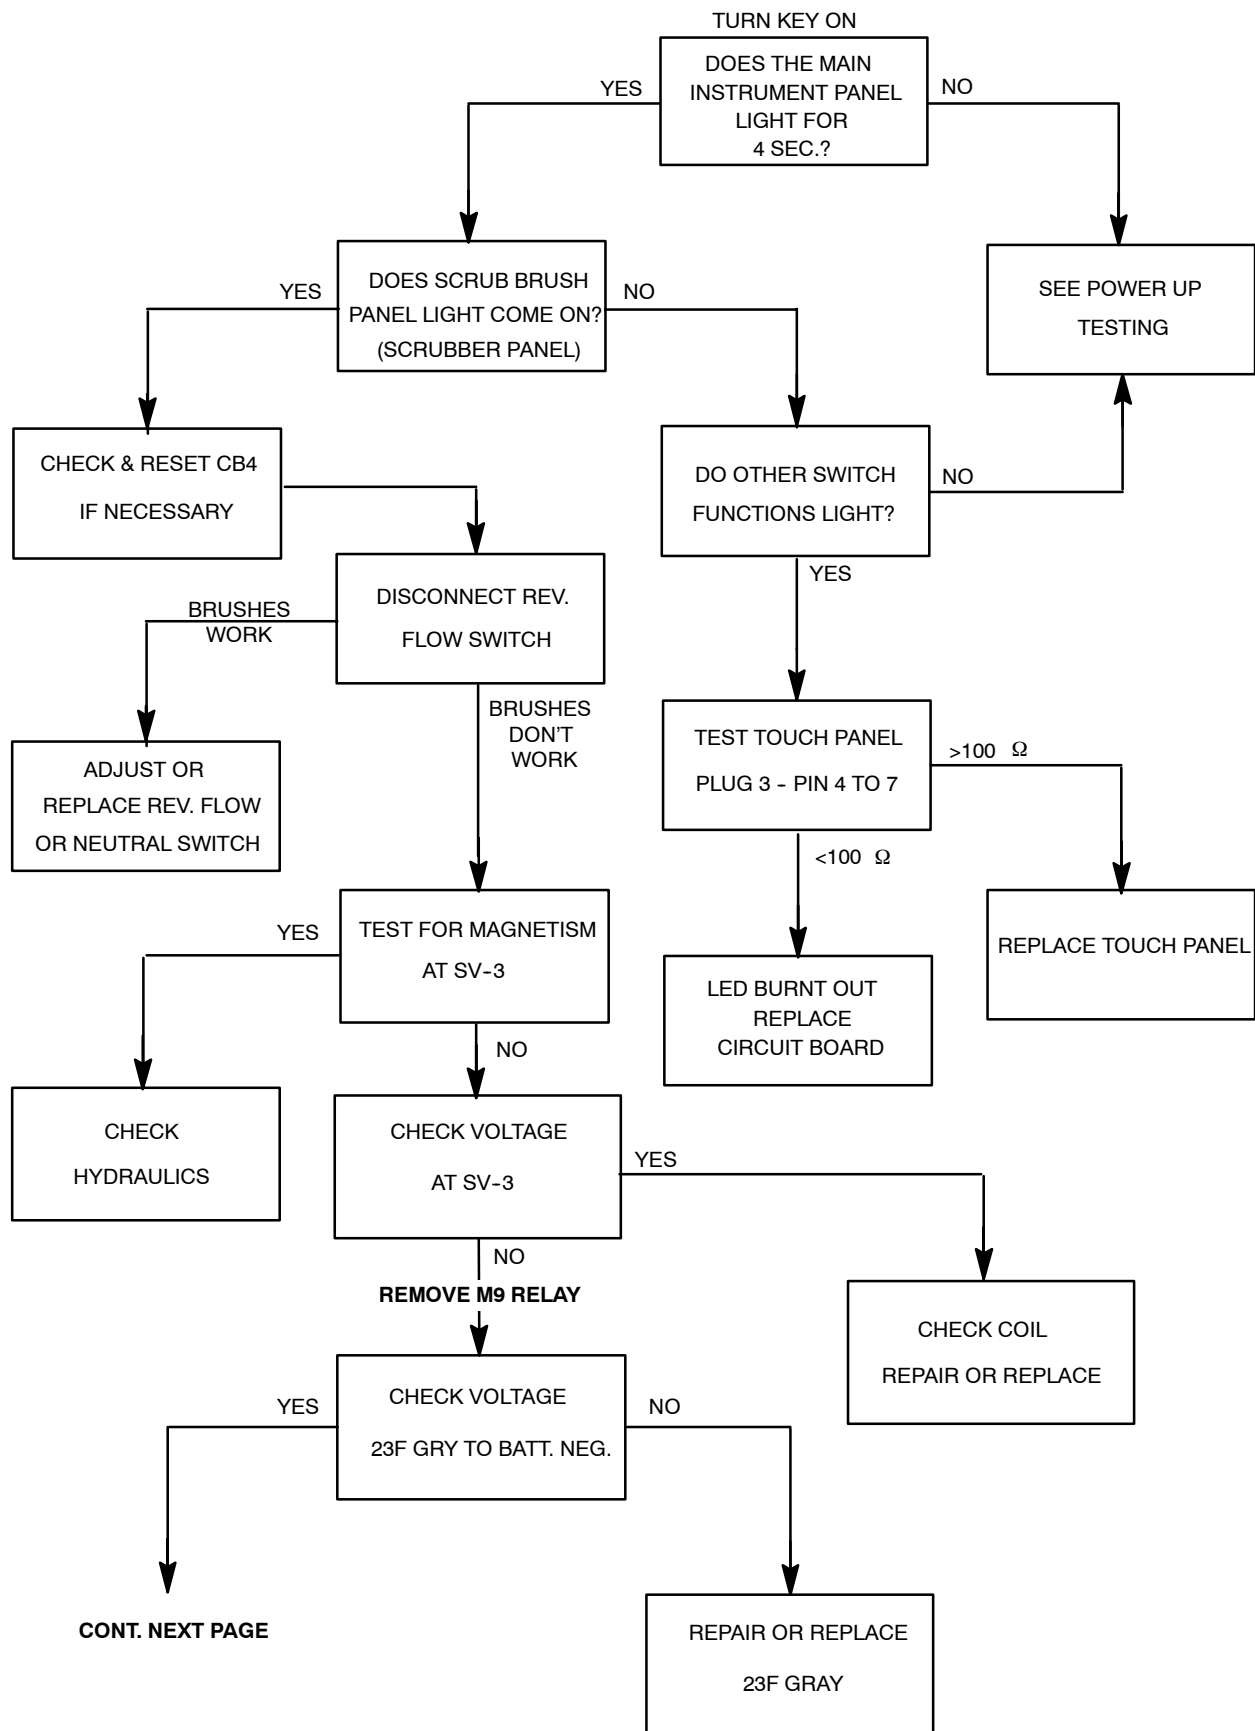 TURN KEY ON
DOES THE MAIN
INSTRUMENT PANEL
LIGHT FOR
4 SEC.?
YES
NO
DOES SCRUB BRUSH
PANEL LIGHT COME ON?
(SCRUBBER PANEL)
YES
NO
SEE POWER UP
TESTING
CHECK & RESET CB4
IF NECESSARY
DO OTHER SWITCH
FUNCTIONS LIGHT?
NO
YES
DISCONNECT REV.
FLOW SWITCH
BRUSHES
WORK
BRUSHES
DON'T
WORK
ADJUST OR
REPLACE REV. FLOW
OR NEUTRAL SWITCH
TEST TOUCH PANEL
PLUG 3 - PIN 4 TO 7
>100 Ω
<100 Ω
TEST FOR MAGNETISM
AT SV-3
YES
NO
LED BURNT OUT
REPLACE
CIRCUIT BOARD
REPLACE TOUCH PANEL
CHECK
HYDRAULICS
CHECK VOLTAGE
AT SV-3
YES
NO
REMOVE M9 RELAY
CHECK COIL
REPAIR OR REPLACE
CHECK VOLTAGE
23F GRY TO BATT. NEG.
YES
NO
CONT. NEXT PAGE
REPAIR OR REPLACE
23F GRAY